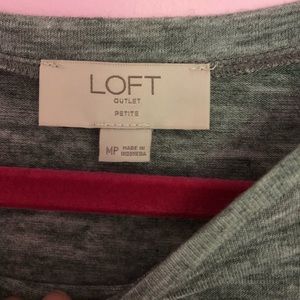 LOFT
OUTLET
PETITE
MP MADE IN
INDONESIA